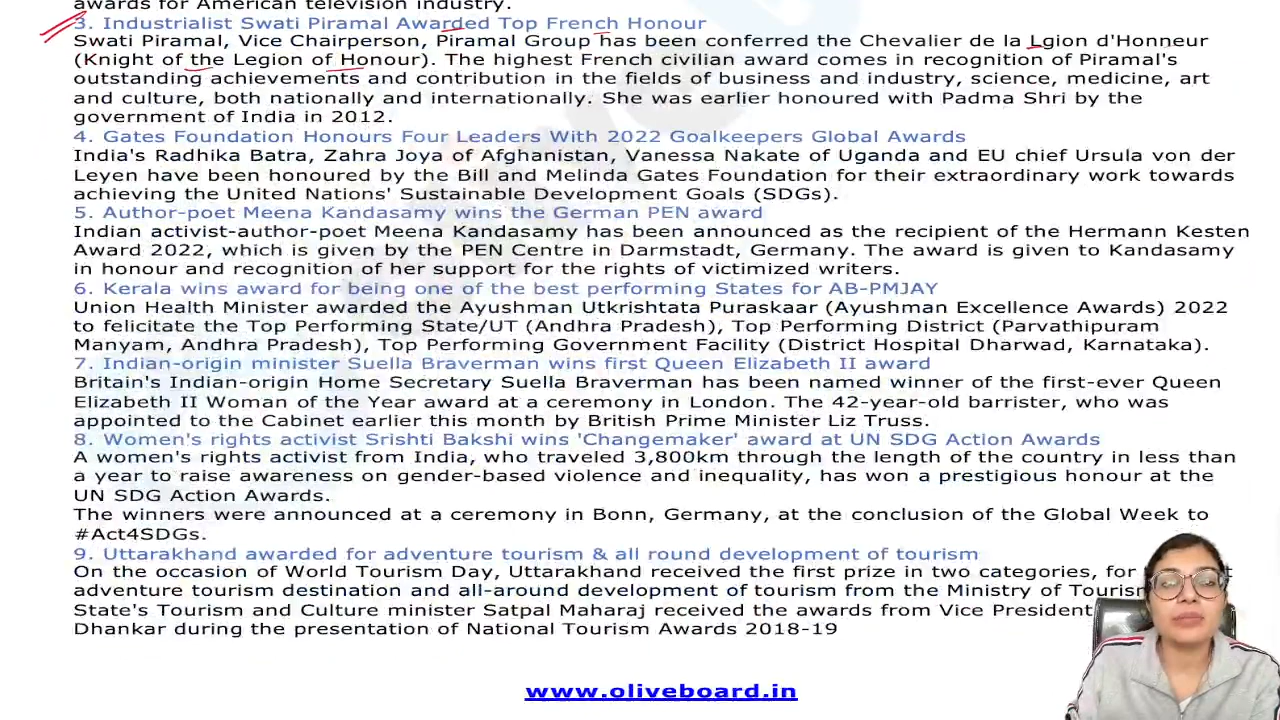 awards for American television industry.
3. Industrialist Swati Piramal Awarded Top French Honour
Swati Piramal, Vice Chairperson, Piramal Group has been conferred the Chevalier de la Lgion d'Honneur
(Knight of the Legion of Honour). The highest French civilian award comes in recognition of Piramal's
outstanding achievements and contribution in the fields of business and industry, science, medicine, art
and culture, both nationally and internationally. She was earlier honoured with Padma Shri by the
government of India in 2012.
4. Gates Foundation Honours Four Leaders With 2022 Goalkeepers Global Awards
India's Radhika Batra, Zahra Joya of Afghanistan, Vanessa Nakate of Uganda and EU chief Ursula von der
Leyen have been honoured by the Bill and Melinda Gates Foundation for their extraordinary work towards
achieving the United Nations' Sustainable Development Goals (SDGs).
5. Author-poet Meena Kandasamy wins the German PEN award
Indian activist-author-poet Meena Kandasamy has been announced as the recipient of the Hermann Kesten
Award 2022, which is given by the PEN Centre in Darmstadt, Germany. The award is given to Kandasamy
in honour and recognition of her support for the rights of victimized writers.
6. Kerala wins award for being one of the best performing States for AB-PMJAY
Union Health Minister awarded the Ayushman Utkrishtata Puraskaar (Ayushman Excellence Awards) 2022
to felicitate the Top Performing State/UT (Andhra Pradesh), Top Performing District (Parvathipuram
Manyam, Andhra Pradesh), Top Performing Government Facility (District Hospital Dharwad, Karnataka).
7. Indian-origin minister Suella Braverman wins first Queen Elizabeth II award
Britain's Indian-origin Home Secretary Suella Braverman has been named winner of the first-ever Queen
Elizabeth II Woman of the Year award at a ceremony in London. The 42-year-old barrister, who was
appointed to the Cabinet earlier this month by British Prime Minister Liz Truss.
8. Women's rights activist Srishti Bakshi wins 'Changemaker' award at UN SDG Action Awards
A women's rights activist from India, who traveled 3,800km through the length of the country in less than
a year to raise awareness on gender-based violence and inequality, has won a prestigious honour at the
UN SDG Action Awards.
The winners were announced at a ceremony in Bonn, Germany, at the conclusion of the Global Week to
#Act4SDGs.
9. Uttarakhand awarded for adventure tourism & all round development of tourism
On the occasion of World Tourism Day, Uttarakhand received the first prize in two categories, for
adventure tourism destination and all-around development of tourism from the Ministry of Tourism
State's Tourism and Culture minister Satpal Maharaj received the awards from Vice President
Dhankar during the presentation of National Tourism Awards 2018-19
www.oliveboard.in